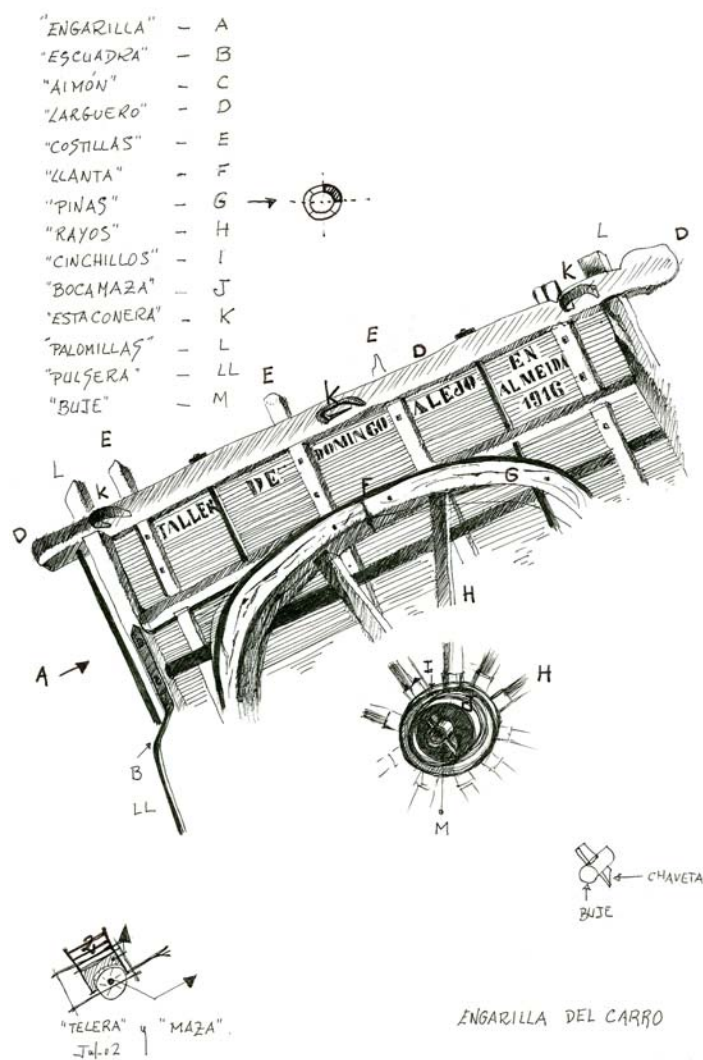 "ENGARILLA" - A
"ESCUADRA" - B
"AIMÓN" - C
"LARGUERO" - D
"COSTILLAS" - E
"LLANTA" - F
"PINAS" - G
"RAYOS" - H
"CINCHILLOS" - I
"BOCAMAZA" - J
"ESTACONERA" - K
"PALOMILLAS" - L
"PULSERA" - LL
"BUJE" - M
L
D
K
E
D
E
K
E
L
K
D
TALLER DE DOMINGO ALEJO EN
ALMEIDA
1916
F
G
H
A
I
H
J
B
LL
M
CHAVETA
BUJE
"TELERA" y "MAZA".
Jul-02
ENGARILLA DEL CARRO